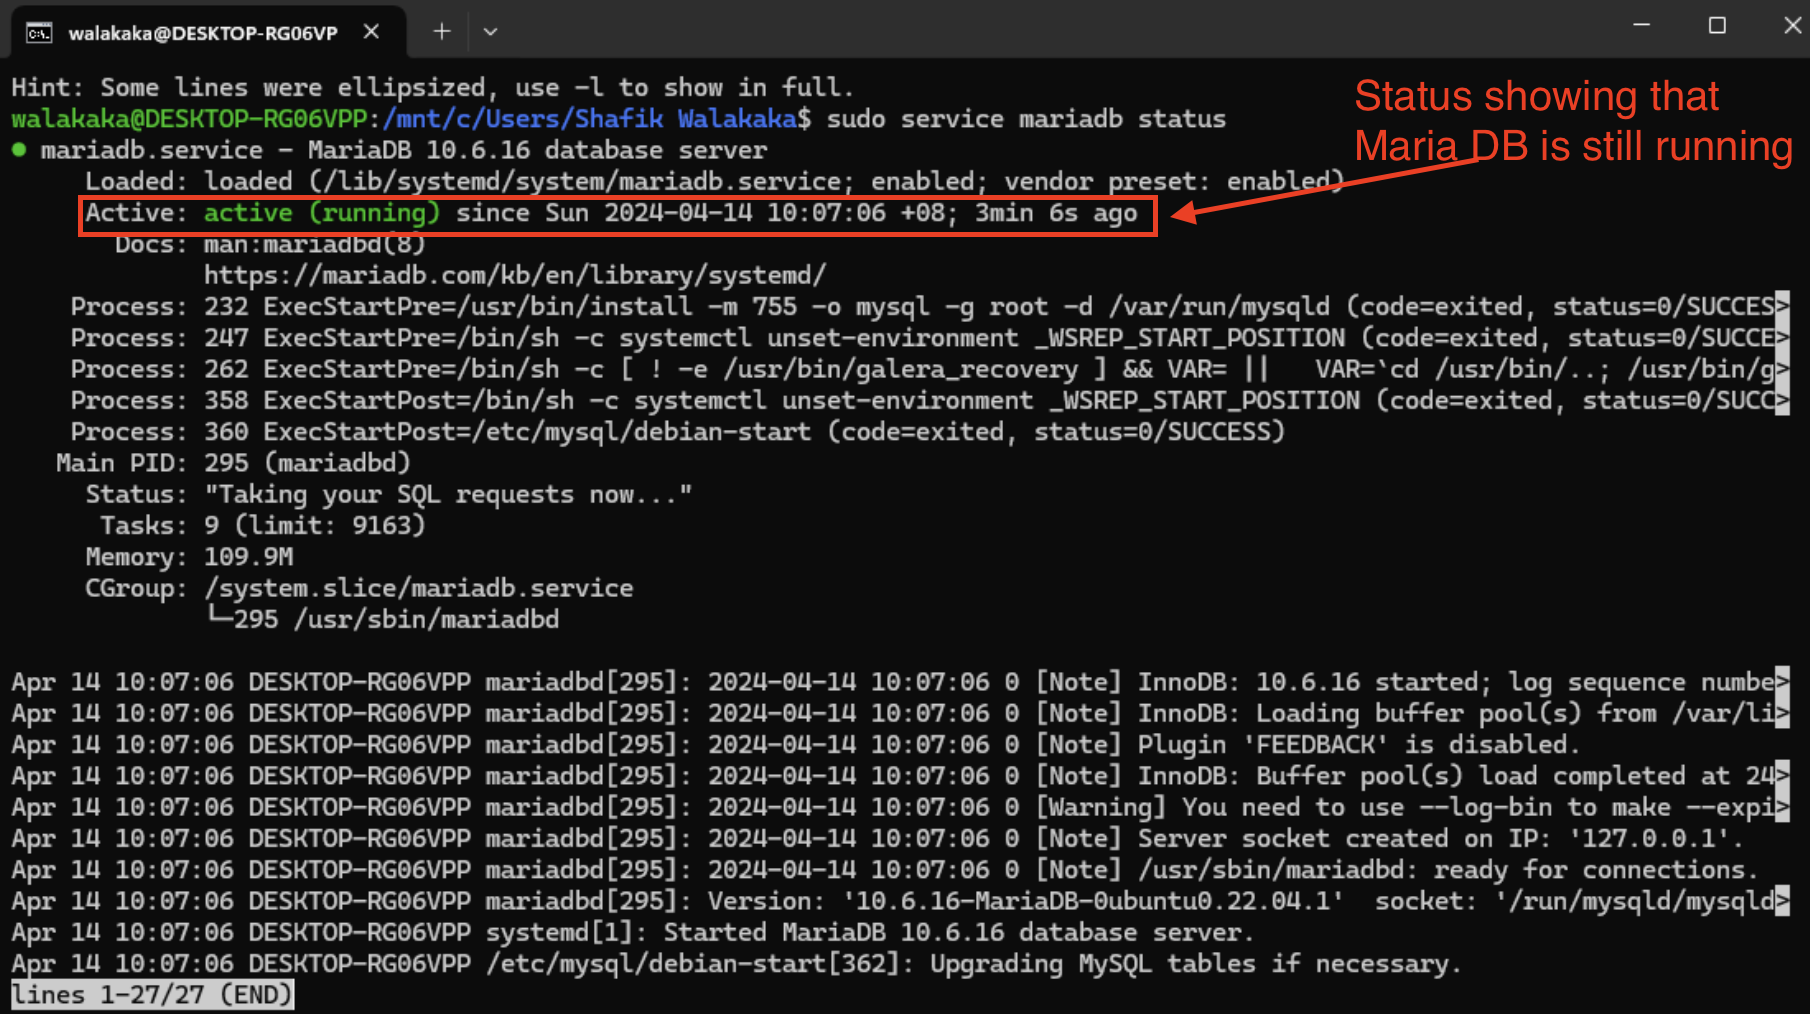 walakaka@DESKTOP-RG06VP
Hint: Some lines were ellipsized, use -l to show in full.
walakaka@DESKTOP-RG06VPP:/mnt/c/Users/Shafik Walakaka$ sudo service mariadb status
Status showing that
Maria DB is still running
● mariadb.service - MariaDB 10.6.16 database server
Loaded: loaded (/lib/systemd/system/mariadb.service; enabled; vendor preset: enabled)
Active: active (running) since Sun 2024-04-14 10:07:06 +08; 3min 6s ago
Docs: man:mariadbd(8)
https://mariadb.com/kb/en/library/systemd/
Process: 232 ExecStartPre=/usr/bin/install -m 755 -o mysql -g root -d /var/run/mysqld (code=exited, status=0/SUCCES>
Process: 247 ExecStartPre=/bin/sh -c systemctl unset-environment _WSREP_START_POSITION (code=exited, status=0/SUCCE>
Process: 262 ExecStartPre=/bin/sh -c [ ! -e /usr/bin/galera_recovery ] && VAR= ||   VAR=`cd /usr/bin/..; /usr/bin/g>
Process: 358 ExecStartPost=/bin/sh -c systemctl unset-environment _WSREP_START_POSITION (code=exited, status=0/SUCC>
Process: 360 ExecStartPost=/etc/mysql/debian-start (code=exited, status=0/SUCCESS)
Main PID: 295 (mariadbd)
Status: "Taking your SQL requests now..."
Tasks: 9 (limit: 9163)
Memory: 109.9M
CGroup: /system.slice/mariadb.service
└─295 /usr/sbin/mariadbd
Apr 14 10:07:06 DESKTOP-RG06VPP mariadbd[295]: 2024-04-14 10:07:06 0 [Note] InnoDB: 10.6.16 started; log sequence numbe>
Apr 14 10:07:06 DESKTOP-RG06VPP mariadbd[295]: 2024-04-14 10:07:06 0 [Note] InnoDB: Loading buffer pool(s) from /var/li>
Apr 14 10:07:06 DESKTOP-RG06VPP mariadbd[295]: 2024-04-14 10:07:06 0 [Note] Plugin 'FEEDBACK' is disabled.
Apr 14 10:07:06 DESKTOP-RG06VPP mariadbd[295]: 2024-04-14 10:07:06 0 [Note] InnoDB: Buffer pool(s) load completed at 24>
Apr 14 10:07:06 DESKTOP-RG06VPP mariadbd[295]: 2024-04-14 10:07:06 0 [Warning] You need to use --log-bin to make --expi>
Apr 14 10:07:06 DESKTOP-RG06VPP mariadbd[295]: 2024-04-14 10:07:06 0 [Note] Server socket created on IP: '127.0.0.1'.
Apr 14 10:07:06 DESKTOP-RG06VPP mariadbd[295]: 2024-04-14 10:07:06 0 [Note] /usr/sbin/mariadbd: ready for connections.
Apr 14 10:07:06 DESKTOP-RG06VPP mariadbd[295]: Version: '10.6.16-MariaDB-0ubuntu0.22.04.1'  socket: '/run/mysqld/mysqld>
Apr 14 10:07:06 DESKTOP-RG06VPP systemd[1]: Started MariaDB 10.6.16 database server.
Apr 14 10:07:06 DESKTOP-RG06VPP /etc/mysql/debian-start[362]: Upgrading MySQL tables if necessary.
lines 1-27/27 (END)